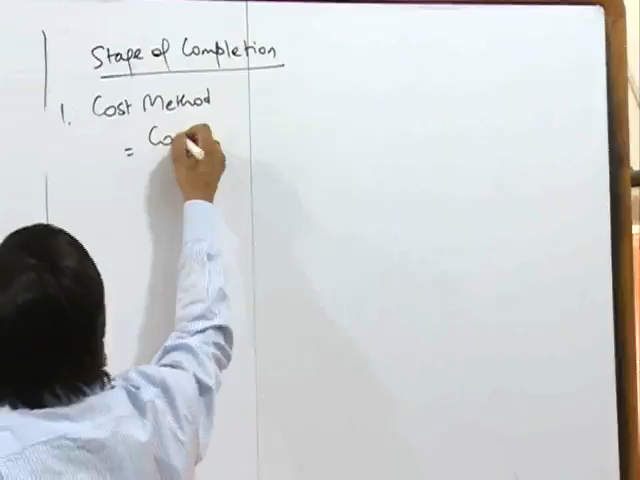 Stage of Completion
1. Cost Method
= Co